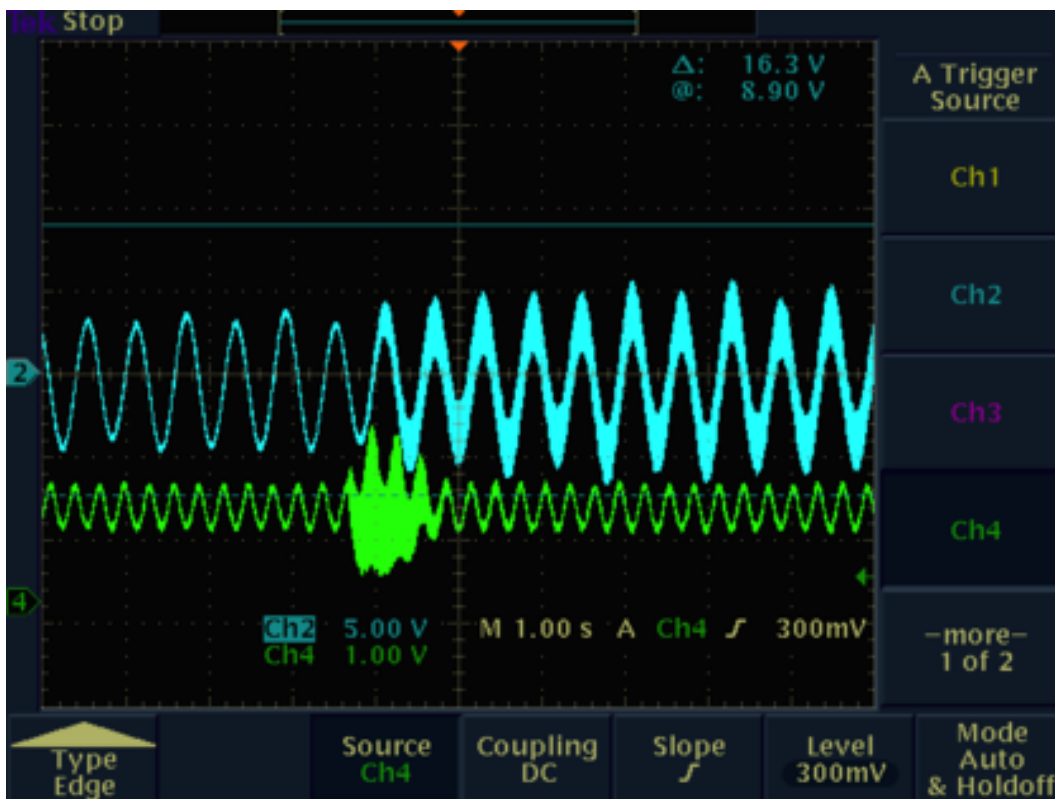 Tek Stop
Δ: 16.3 V
@: 8.90 V
A Trigger
Source
Ch1
Ch2
Ch3
Ch4
-more-
1 of 2
2
4
Ch2 5.00 V M 1.00 s A Ch4 300mV
Ch4 1.00 V
Type
Edge
Source
Ch4
Coupling
DC
Slope
Level
300mV
Mode
Auto
& Holdoff